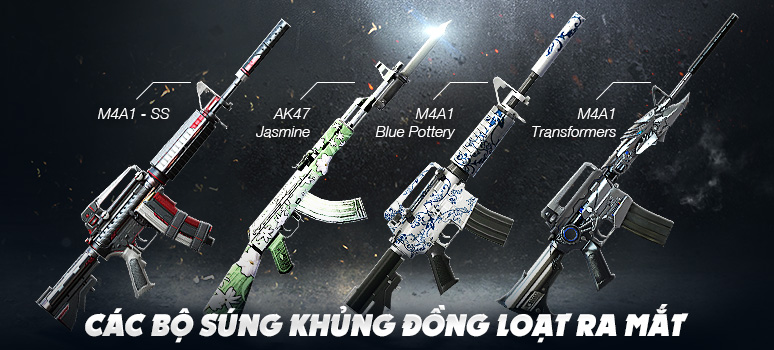 M4A1 - SS
AK47
Jasmine
M4A1
Blue Pottery
M4A1
Transformers
CÁC BỘ SÚNG KHỦNG ĐỒNG LOẠT RA MẮT